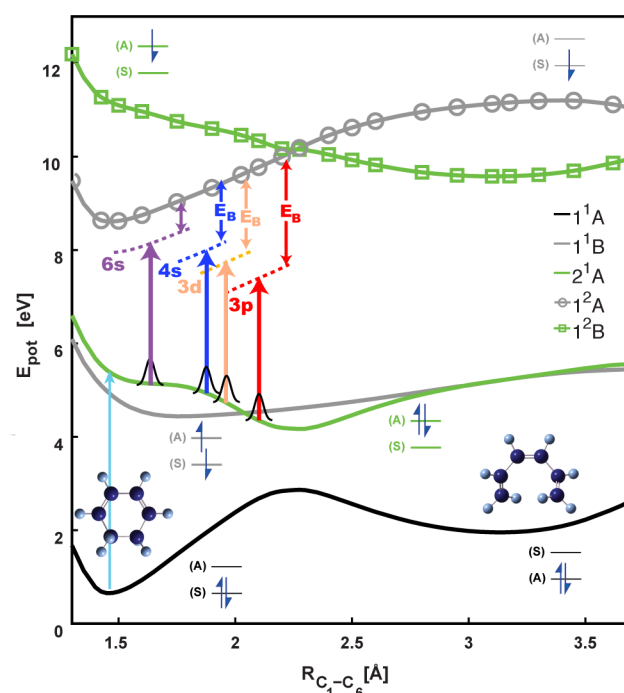 (A)
(S)
(A)
(S)
12
10
8
6
4
2
0
E_pot [eV]
E_B
E_B
E_B
6s
4s
3d
3p
1¹A
1¹B
2¹A
1²A
1²B
(A)
(S)
(A)
(S)
(A)
(S)
(S)
(A)
1.5
2
2.5
3
3.5
R_C₁–C₆ [Å]